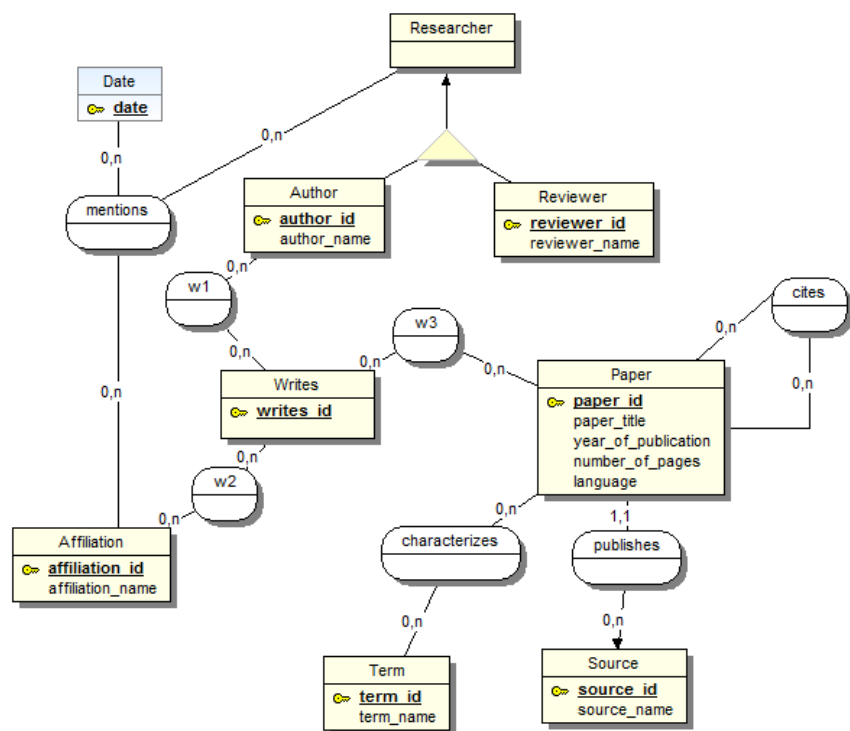 Researcher
Date
date
0,n
0,n
mentions
Author
author_id
author_name
Reviewer
reviewer_id
reviewer_name
0,n
w1
cites
0,n
w3
0,n
0,n
0,n
0,n
0,n
Writes
writes_id
Paper
paper_id
paper_title
year_of_publication
number_of_pages
language
0,n
0,n
w2
0,n
0,n
1,1
Affiliation
affiliation_id
affiliation_name
characterizes
publishes
0,n
0,n
Term
term_id
term_name
Source
source_id
source_name